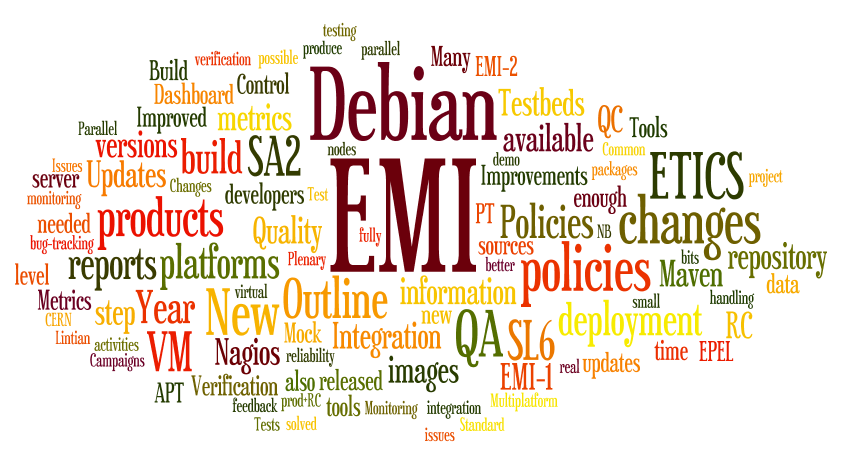 testing
produce parallel
verification possible Many EMI-2
Build Debian
Dashboard Control Testbeds
Improved metrics QC Tools
Parallel available
versions build SA2 nodes demo Common
Issues Updates EMI Improvements packages ETICS project
server Changes developers Test enough
monitoring
needed products Quality fully PT Policies NB changes
bug-tracking
reports platforms Plenary sources policies bits repository
level better Maven data
Metrics virtual Outline information small handling
CERN step Year New new deployment RC
Lintian Mock Integration QA SL6
activities VM Nagios reliability time EPEL
Campaigns images real updates
APT Verification also released EMI-1
feedback prod+RC tools Monitoring integration Multiplatform
Tests solved Standard
issues